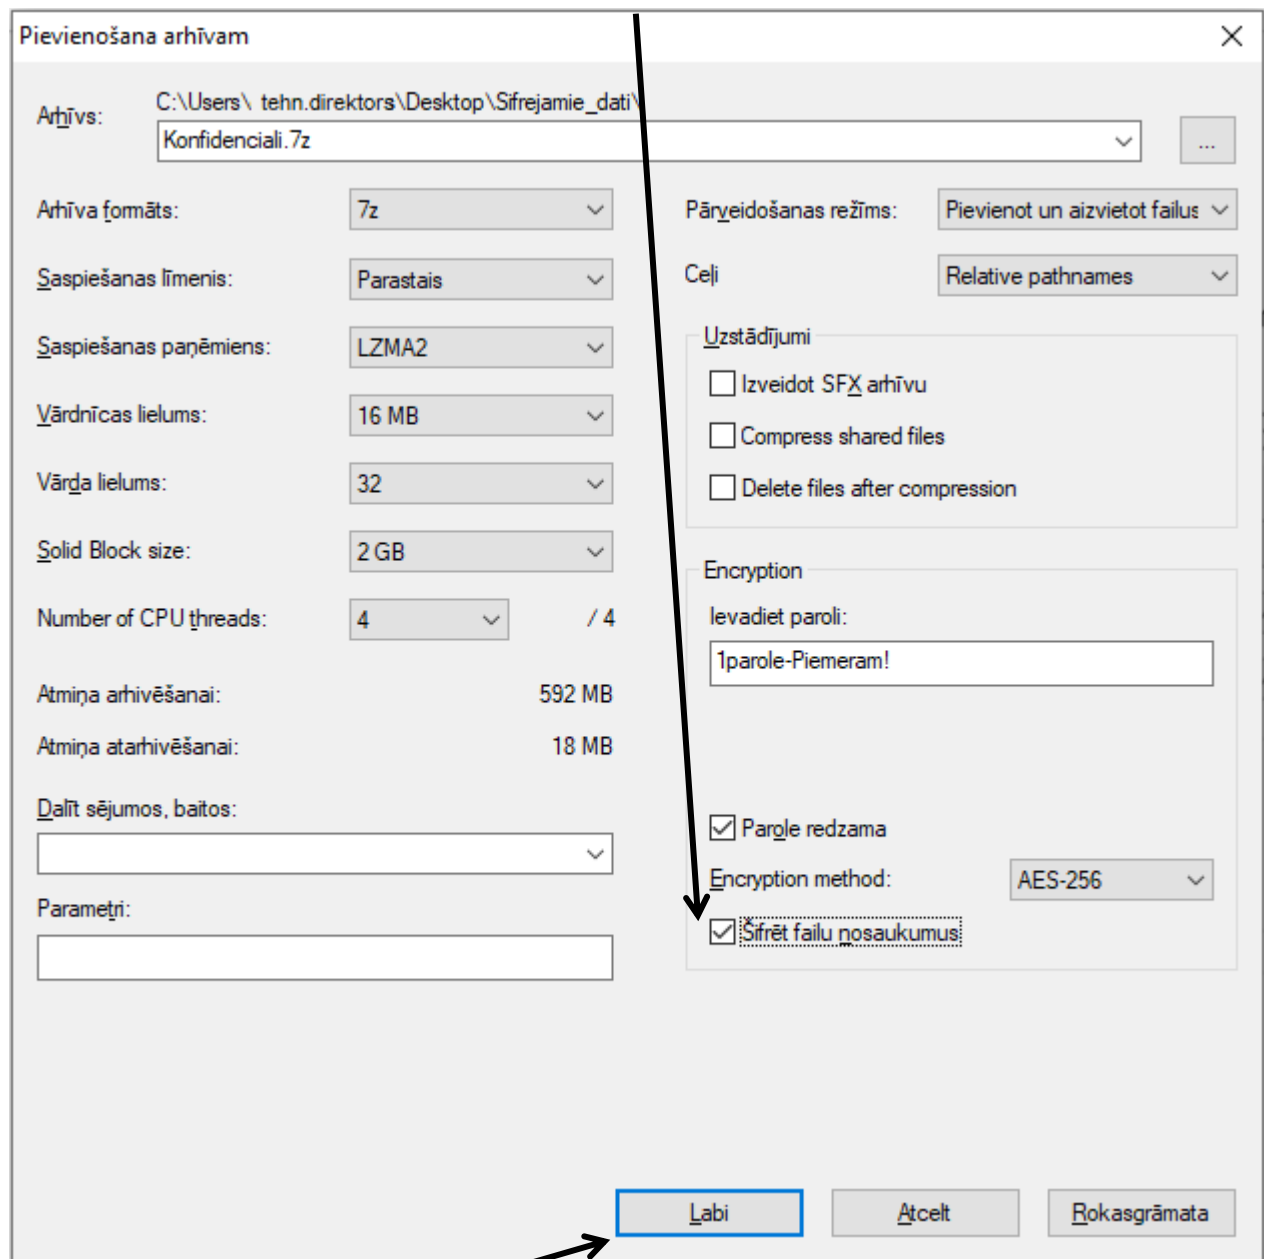 Pievienošana arhīvam
Arhīvs:
C:\Users\ tehn.direktors\Desktop\Sifrejamie_dati\
Konfidenciali.7z
...
Arhīva formāts: 7z
Saspiešanas līmenis: Parastais
Saspiešanas paņēmiens: LZMA2
Vārdnīcas lielums: 16 MB
Vārda lielums: 32
Solid Block size: 2 GB
Number of CPU threads: 4 / 4
Atmiņa arhivēšanai: 592 MB
Atmiņa atarhivēšanai: 18 MB
Dalīt sējumos, baitos:
Parametri:
Pārveidošanas režīms: Pievienot un aizvietot failus
Ceļi Relative pathnames
Uzstādījumi
Izveidot SFX arhīvu
Compress shared files
Delete files after compression
Encryption
Ievadiet paroli:
1parole-Piemeram!
Parole redzama
Encryption method: AES-256
Šifrēt failu nosaukumus
Labi Atcelt Rokasgrāmata